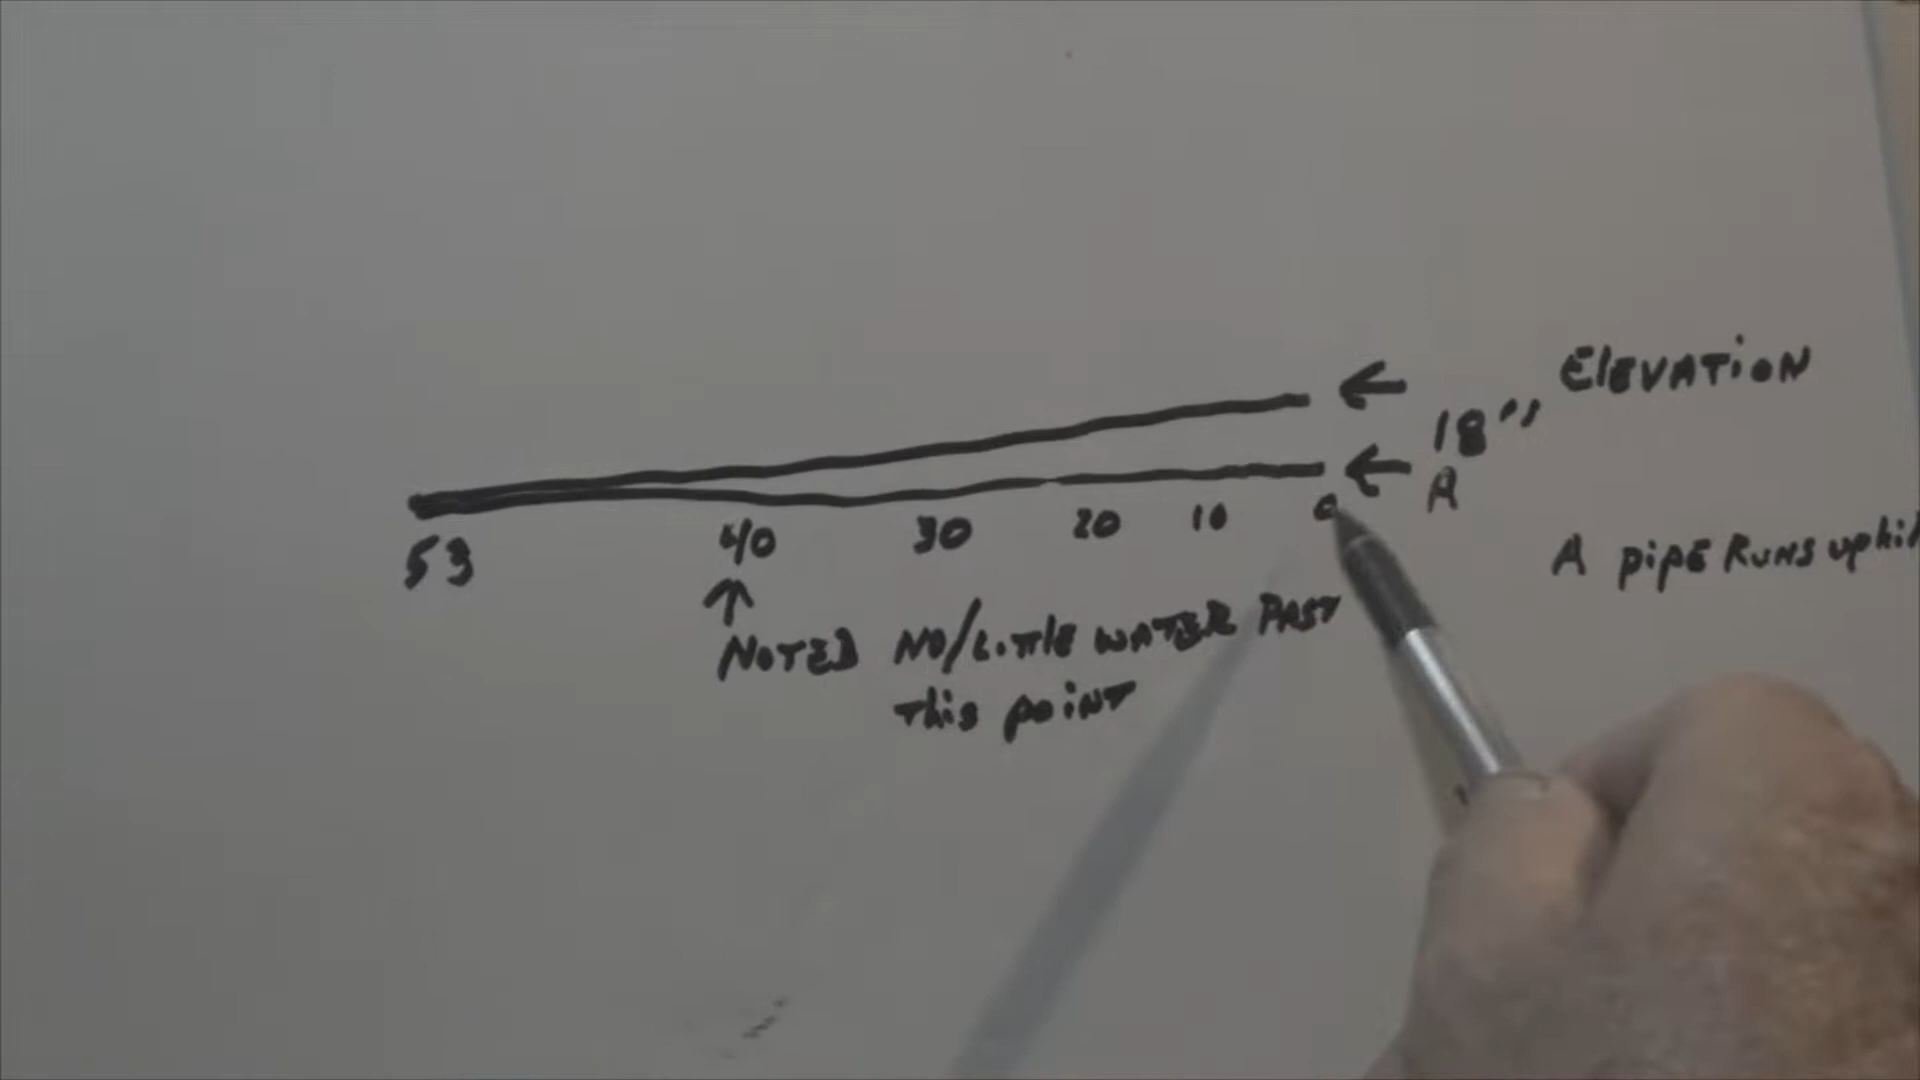 ELEVATION
18"
A
53 40 30 20 10 0
A pipE RUNS uphil
NOTED NO/LITTlE WATER PAST
This poiNT